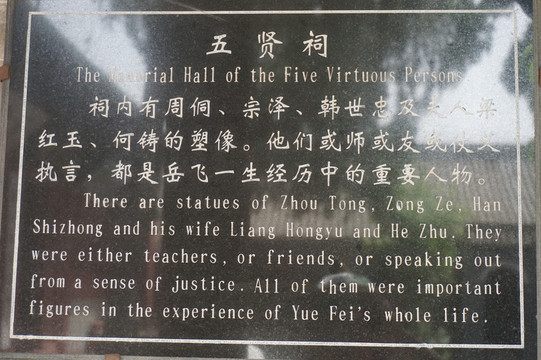 五贤祠
The Memorial Hall of the Five Virtuous Persons.
祠内有周侗、宗泽、韩世忠及夫人梁
红玉、何铸的塑像。他们或师或友或仗义
执言，都是岳飞一生经历中的重要人物。
There are statues of Zhou Tong, Zong Ze, Han
Shizhong and his wife Liang Hongyu and He Zhu. They
were either teachers, or friends, or speaking out
from a sense of justice. All of them were important
figures in the experience of Yue Fei's whole life.